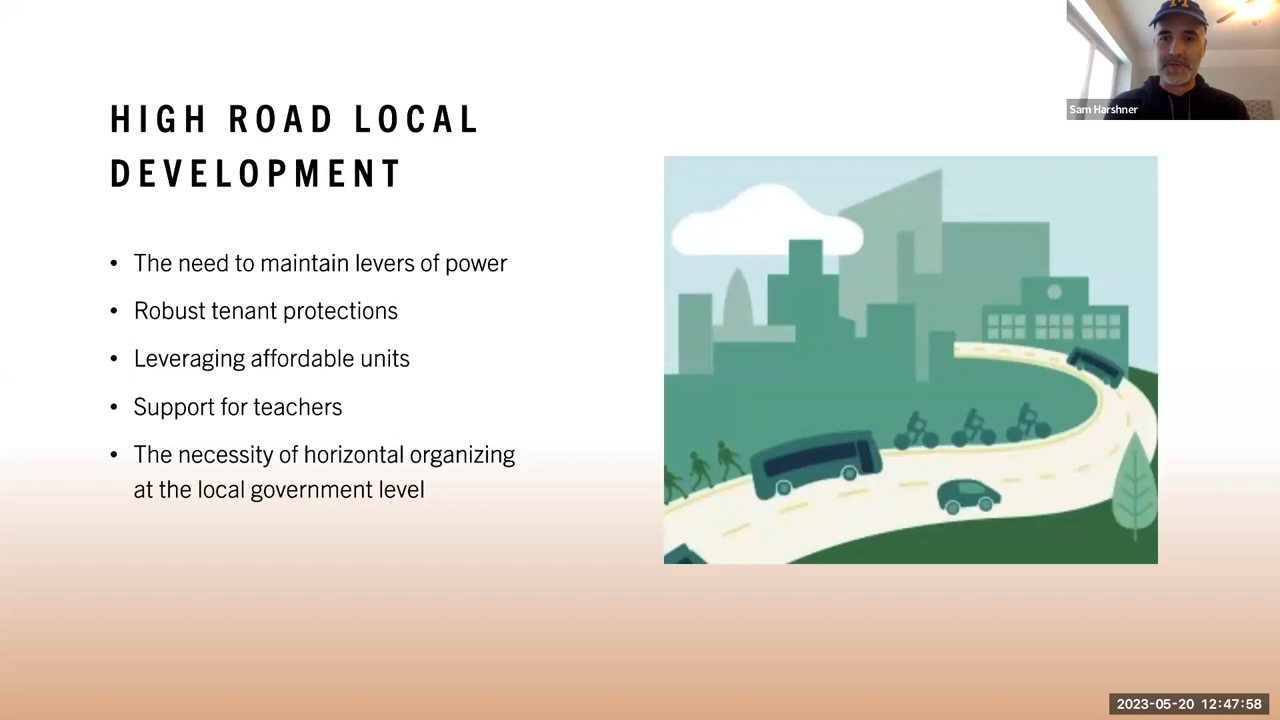 M
Sam Harshner
HIGH ROAD LOCAL
DEVELOPMENT
• The need to maintain levers of power
• Robust tenant protections
• Leveraging affordable units
• Support for teachers
• The necessity of horizontal organizing
at the local government level
2023-05-20 12:47:58